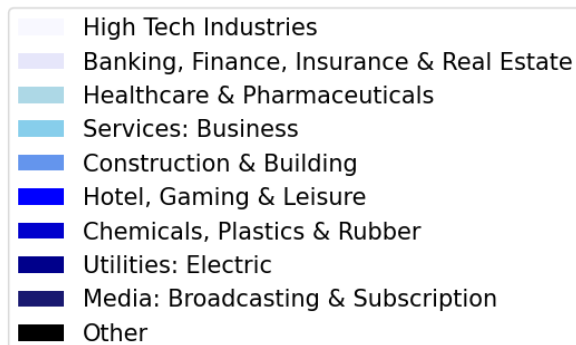 High Tech Industries
Banking, Finance, Insurance & Real Estate
Healthcare & Pharmaceuticals
Services: Business
Construction & Building
Hotel, Gaming & Leisure
Chemicals, Plastics & Rubber
Utilities: Electric
Media: Broadcasting & Subscription
Other